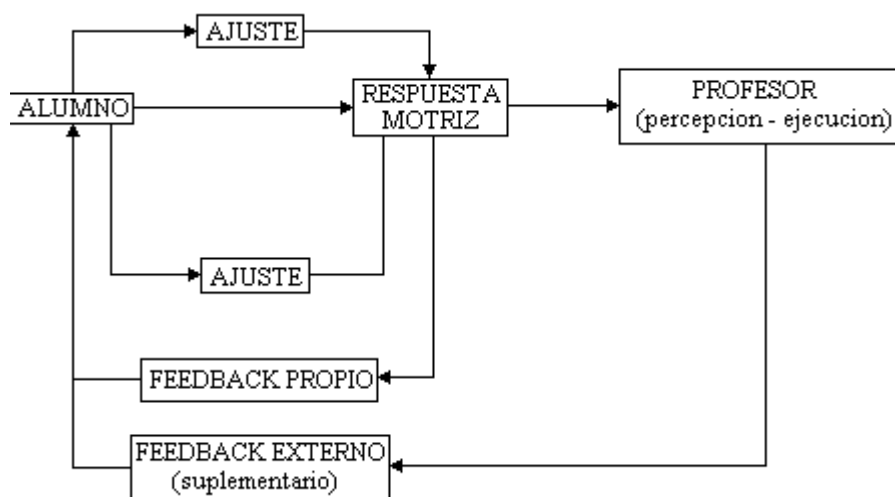 AJUSTE
ALUMNO
RESPUESTA
MOTRIZ
PROFESOR
(percepcion - ejecucion)
AJUSTE
FEEDBACK PROPIO
FEEDBACK EXTERNO
(suplementario)